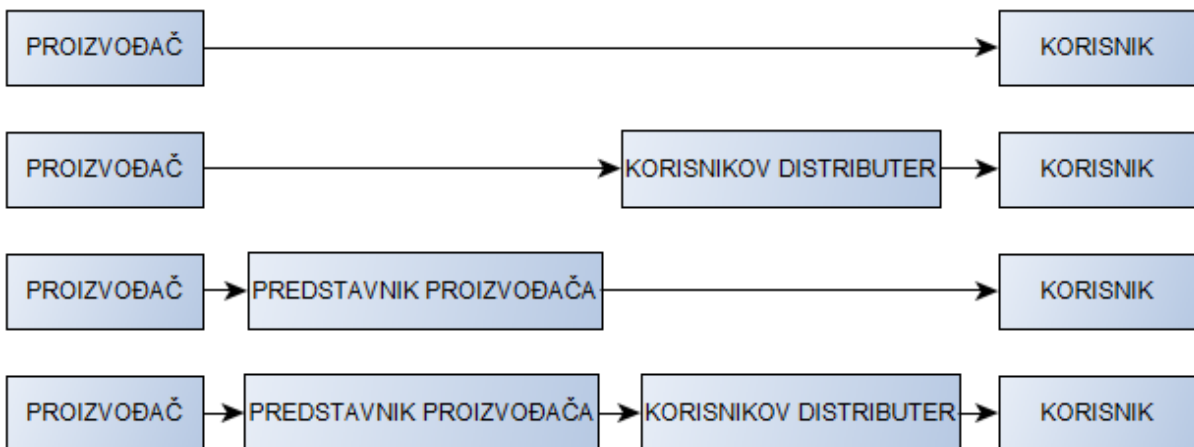 PROIZVOĐAČ KORISNIK
PROIZVOĐAČ KORISNIKOV DISTRIBUTER KORISNIK
PROIZVOĐAČ PREDSTAVNIK PROIZVOĐAČA KORISNIK
PROIZVOĐAČ PREDSTAVNIK PROIZVOĐAČA KORISNIKOV DISTRIBUTER KORISNIK